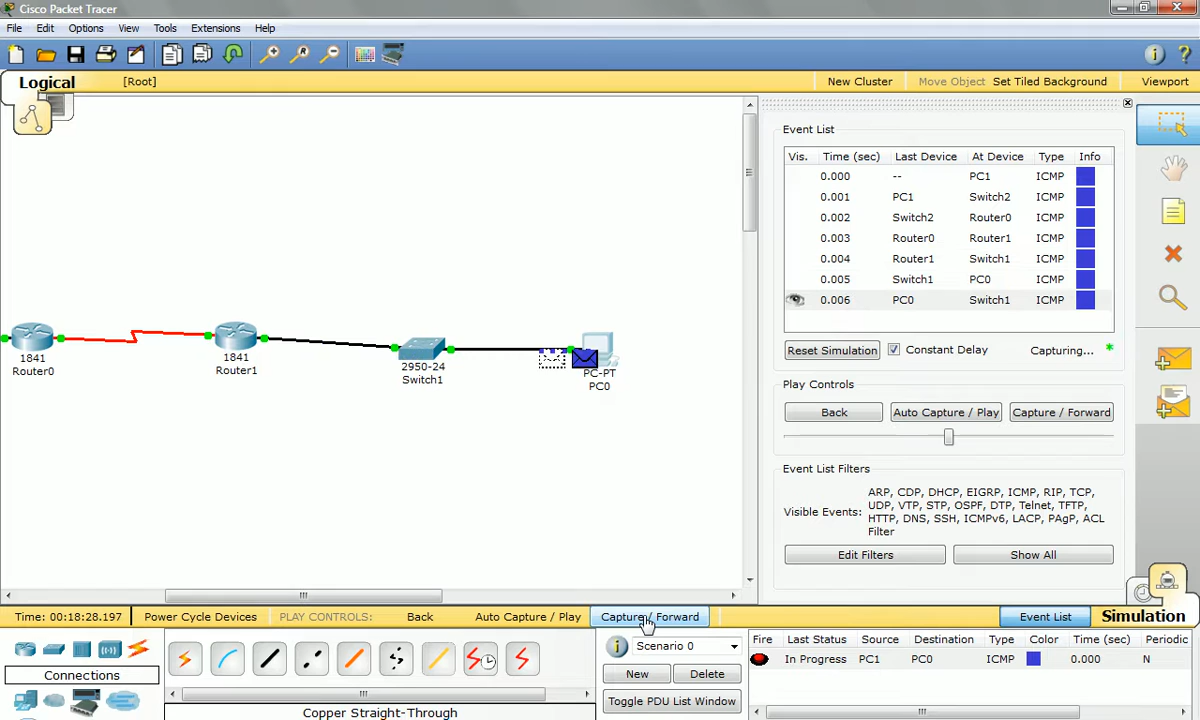 Cisco Packet Tracer
File Edit Options View Tools Extensions Help
Logical [Root] New Cluster Move Object Set Tiled Background Viewport
Event List
Vis. Time (sec) Last Device At Device Type Info
0.000 -- PC1 ICMP
0.001 PC1 Switch2 ICMP
0.002 Switch2 Router0 ICMP
0.003 Router0 Router1 ICMP
0.004 Router1 Switch1 ICMP
0.005 Switch1 PC0 ICMP
0.006 PC0 Switch1 ICMP
1841
Router0
1841
Router1
2950-24
Switch1
PC-PT
PC0
Reset Simulation Constant Delay Capturing... *
Play Controls
Back Auto Capture / Play Capture / Forward
Event List Filters
Visible Events: ARP, CDP, DHCP, EIGRP, ICMP, RIP, TCP,
UDP, VTP, STP, OSPF, DTP, Telnet, TFTP,
HTTP, DNS, SSH, ICMPv6, LACP, PAgP, ACL
Filter
Edit Filters Show All
Time: 00:18:28.197 Power Cycle Devices PLAY CONTROLS: Back Auto Capture / Play Capture / Forward Event List Simulation
Connections
Copper Straight-Through
Scenario 0
New Delete
Toggle PDU List Window
Fire Last Status Source Destination Type Color Time (sec) Periodic
In Progress PC1 PC0 ICMP 0.000 N